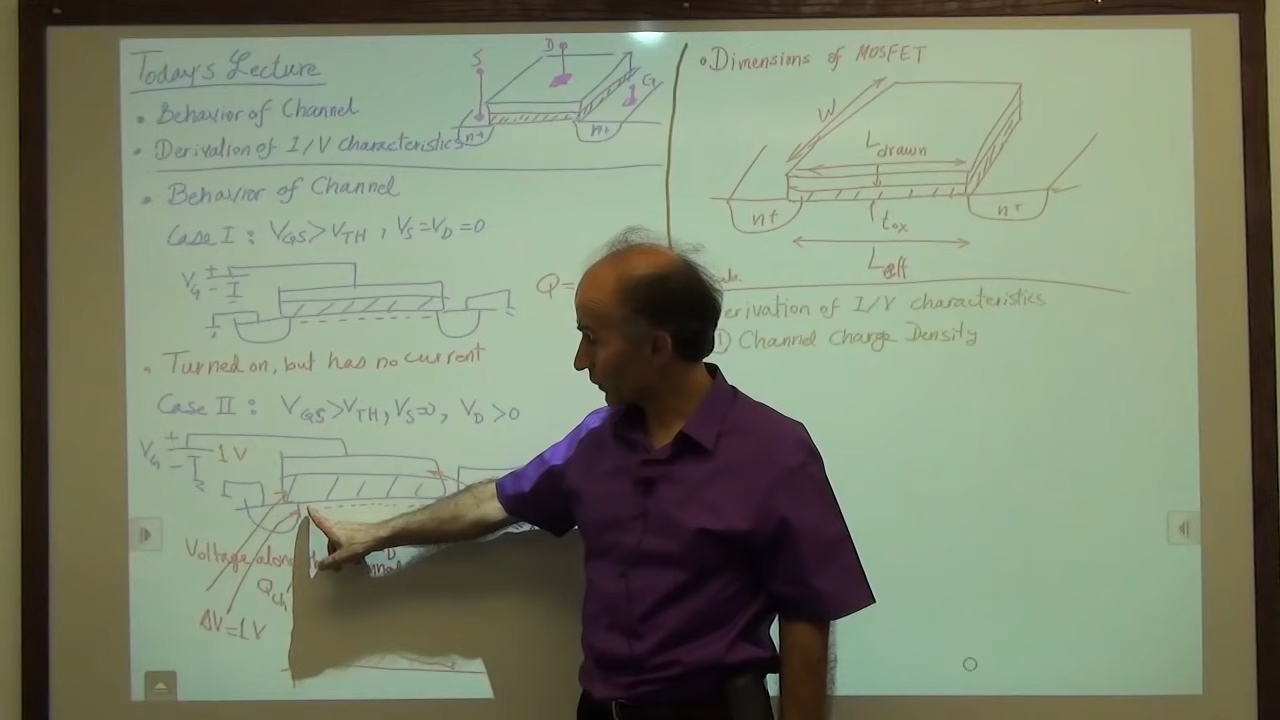 Today's Lecture
• Behavior of Channel
• Derivation of I/V characteristics
S
D
G
n+
n+
• Behavior of Channel
Case I : VGS>VTH , VS=VD=0
VG
+
-
Q=
• Turned on, but has no current
Case II : VGS>VTH, VS=0, VD>0
VG
+
-
1V
Voltage along
D
Qch
ΔV=1V
• Dimensions of MOSFET
W
Ldrawn
n+
tox
n+
Leff
erivation of I/V characteristics
1) Channel Charge Density